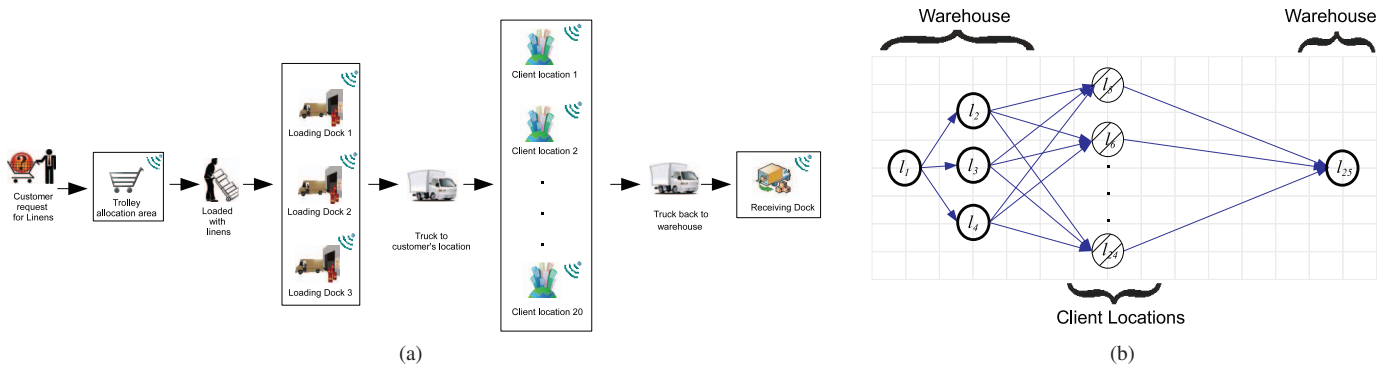 Customer
request
for Linens
Trolley
allocation area
Loaded
with
linens
Loading Dock 1
Loading Dock 2
Loading Dock 3
Truck to
customer's location
Client location 1
Client location 2
Client location 20
Truck back to
warehouse
Receiving Dock
(a)
Warehouse
Warehouse
l1
l2
l3
l4
l5
l6
l24
l25
Client Locations
(b)